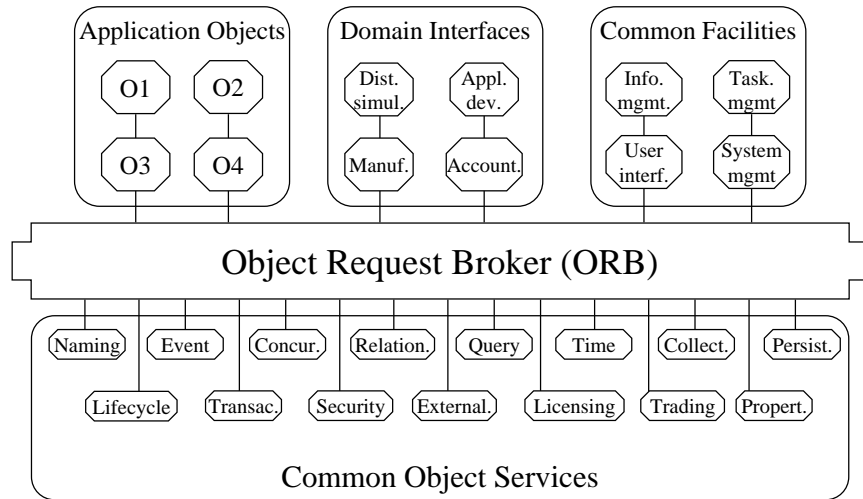 Application Objects
O1
O2
O3
O4
Domain Interfaces
Dist.
simul.
Appl.
dev.
Manuf.
Account.
Common Facilities
Info.
mgmt.
Task.
mgmt
User
interf.
System
mgmt
Object Request Broker (ORB)
Naming
Event
Concur.
Relation.
Query
Time
Collect.
Persist.
Lifecycle
Transac.
Security
External.
Licensing
Trading
Propert.
Common Object Services